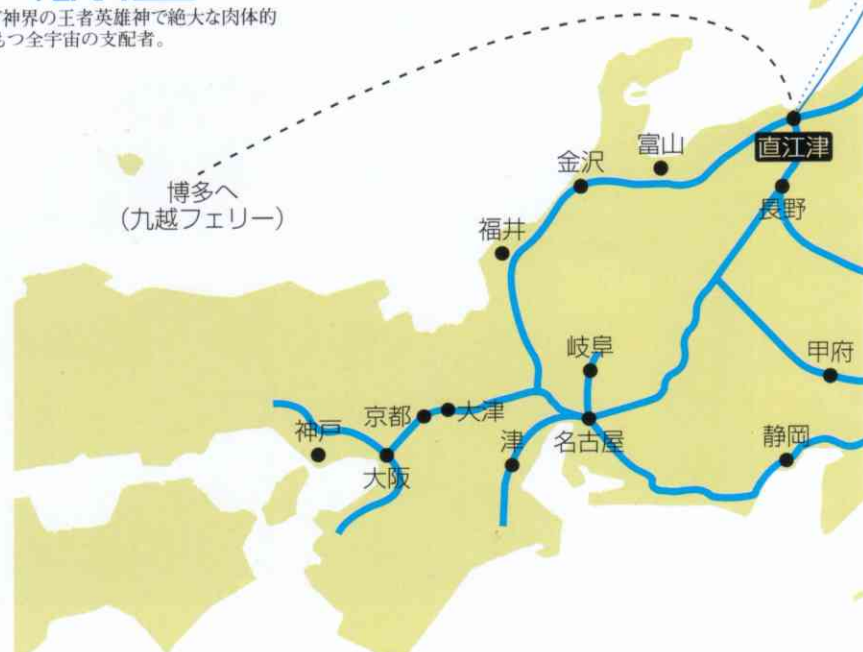 神界の王者英雄神で絶大な肉体的
もつ全宇宙の支配者。
博多へ
（九越フェリー）
直江津
富山
金沢
長野
福井
岐阜
甲府
京都
大津
神戸
大阪
津
名古屋
静岡